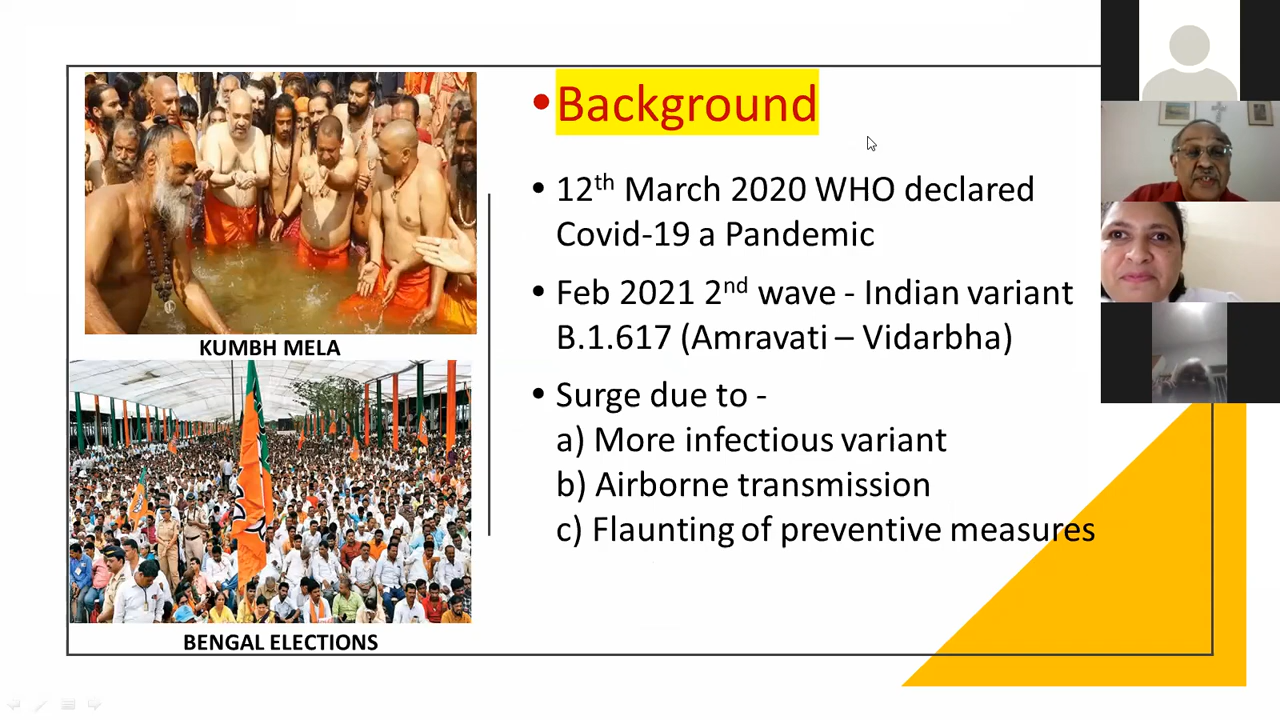 Background
12th March 2020 WHO declared
Covid-19 a Pandemic
Feb 2021 2nd wave - Indian variant
B.1.617 (Amravati – Vidarbha)
Surge due to -
a) More infectious variant
b) Airborne transmission
c) Flaunting of preventive measures
KUMBH MELA
BENGAL ELECTIONS